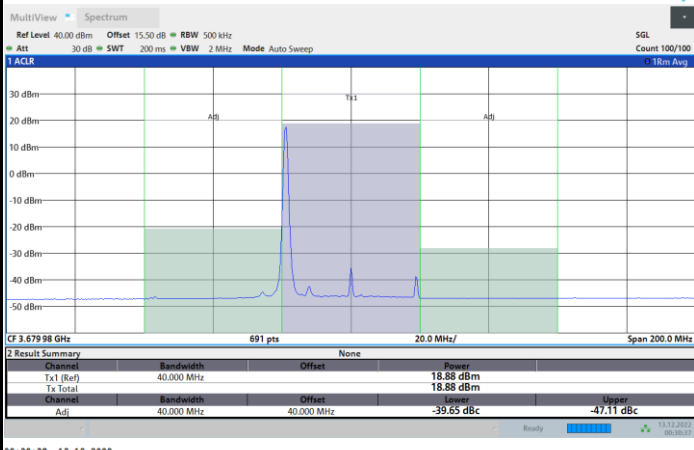 MultiView Spectrum
Ref Level 40.00 dBm Offset 15.50 dB RBW 500 kHz SGL
Att 30 dB SWT 200 ms VBW 2 MHz Mode Auto Sweep Count 100/100
1 ACLR 1Rm Avg
30 dBm
Tx1
20 dBm
Adj Adj
10 dBm
0 dBm
-10 dBm
-20 dBm
-30 dBm
-40 dBm
-50 dBm
CF 3.67998 GHz 691 pts 20.0 MHz/ Span 200.0 MHz
2 Result Summary None
Channel Bandwidth Offset Power
Tx1 (Ref) 40.000 MHz 18.88 dBm
Tx Total 18.88 dBm
Channel Bandwidth Offset Lower Upper
Adj 40.000 MHz 40.000 MHz -39.65 dBc -47.11 dBc
Ready 13.12.2022
00:30:37